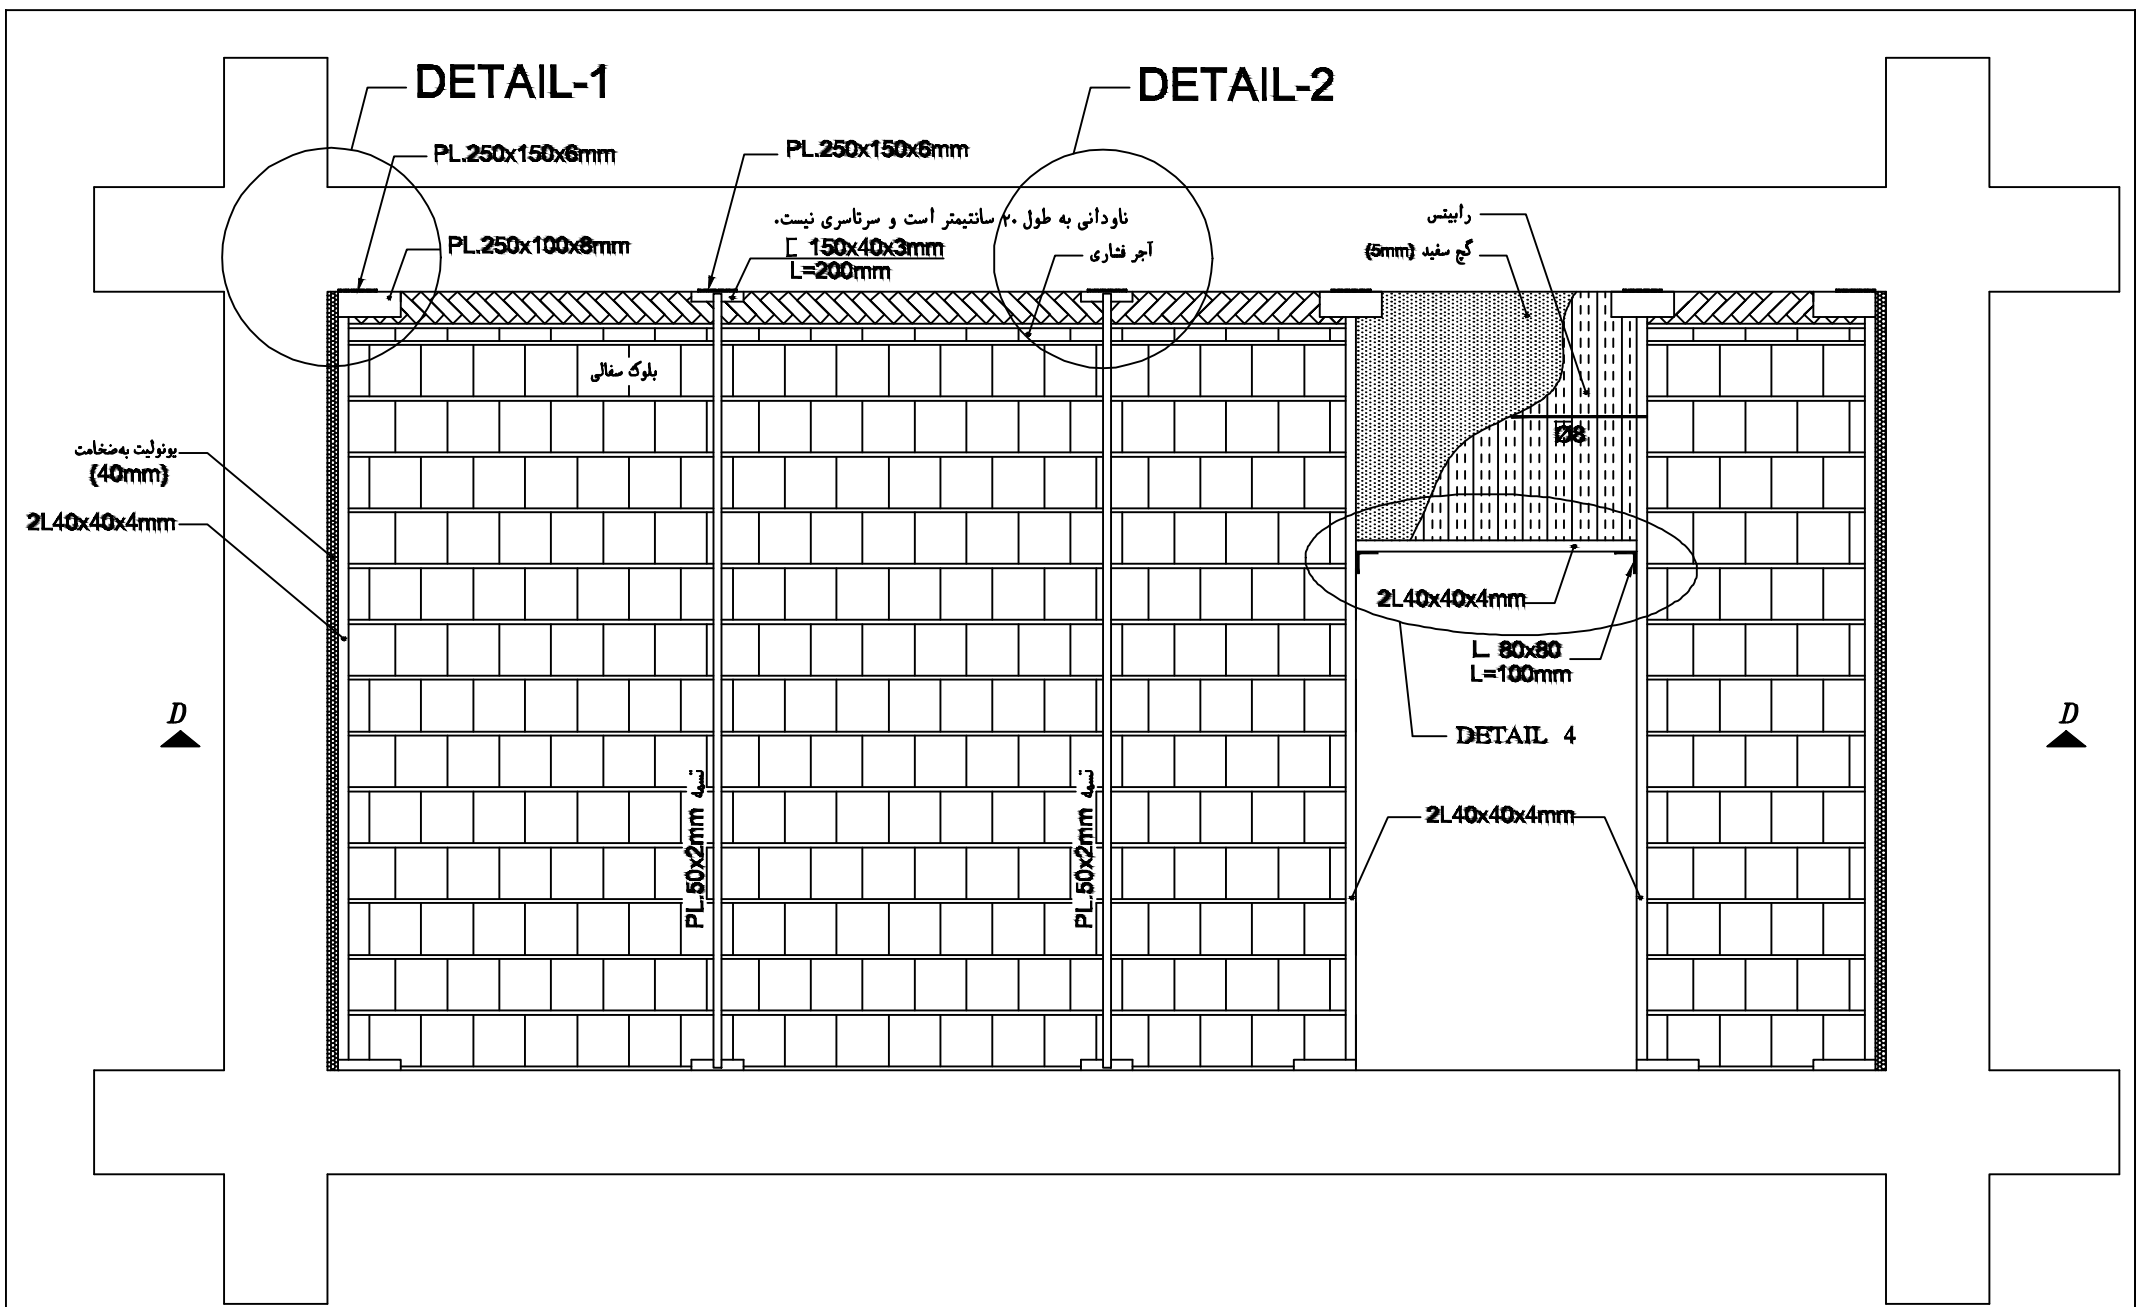 DETAIL-1
DETAIL-2
PL.250x150x6mm
PL.250x150x6mm
ناودانی به طول ۲۰ سانتیمتر است و سرتاسری نیست.
رابیتس
PL.250x100x8mm
[ 150x40x3mm
L=200mm
آجر فشاری
گچ سفید (5mm)
بلوک سفالی
Ø8
یونولیت به‌ضخامت
(40mm)
2L40x40x4mm
2L40x40x4mm
L 80x80
L=100mm
D
D
DETAIL 4
تسمه PL.50x2mm
تسمه PL.50x2mm
2L40x40x4mm